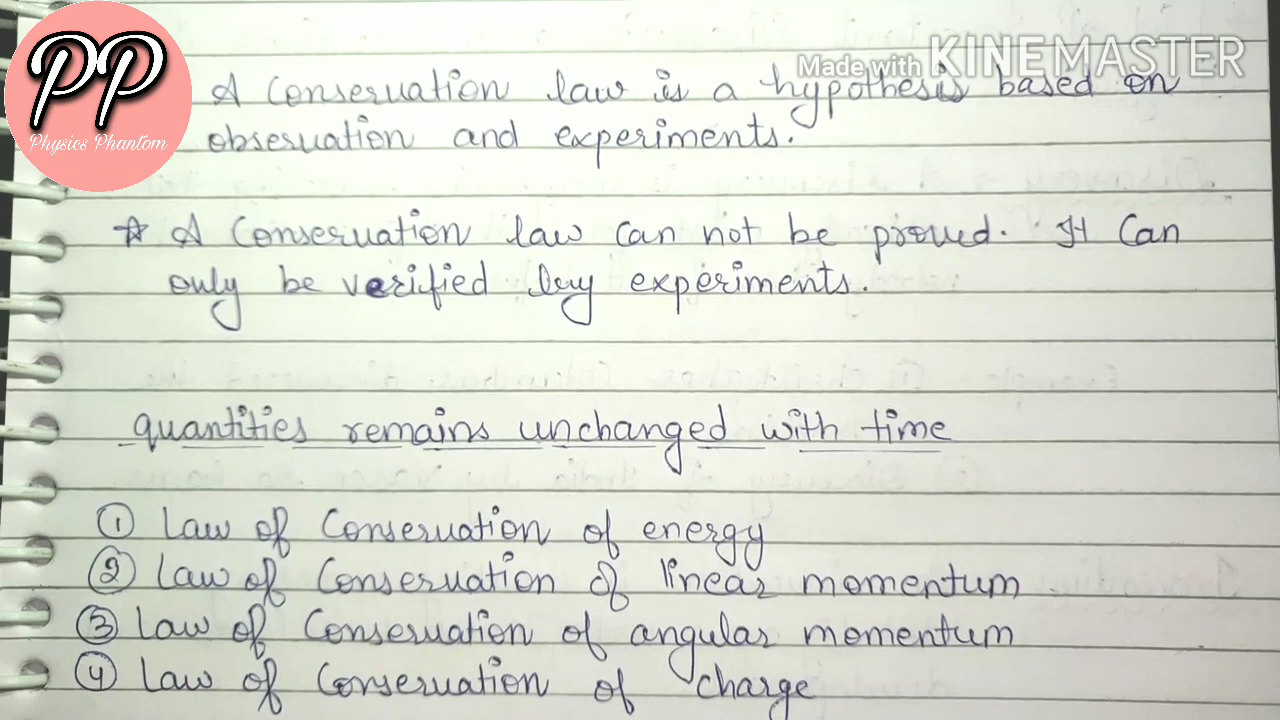 PP
Physics Phantom
Made with KINEMASTER
A Conservation law is a hypothesis based on
observation and experiments.
☆ A Conservation law can not be proved. It Can
only be verified by experiments.
quantities remains unchanged with time
① Law of Conservation of energy
② Law of Conservation of linear momentum
③ Law of Conservation of angular momentum
④ Law of Conservation of charge